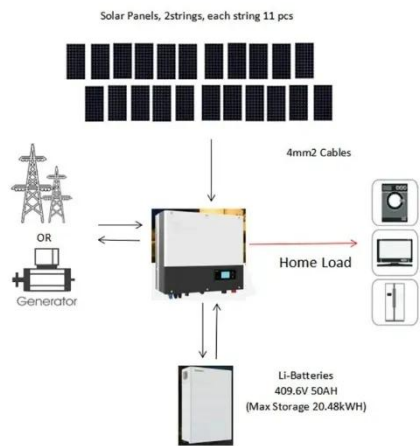 Solar Panels, 2strings, each string 11 pcs
4mm2 Cables
OR
Generator
Home Load
Li-Batteries
409.6V 50AH
(Max Storage 20.48kWH)